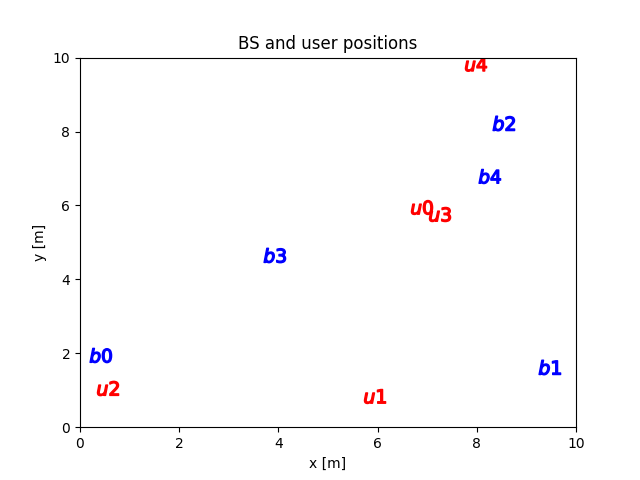 BS and user positions
10
u4
b2
8
b4
u0
u3
6
y [m]
b3
4
b0
b1
2
u2
u1
0
0 2 4 6 8 10
x [m]